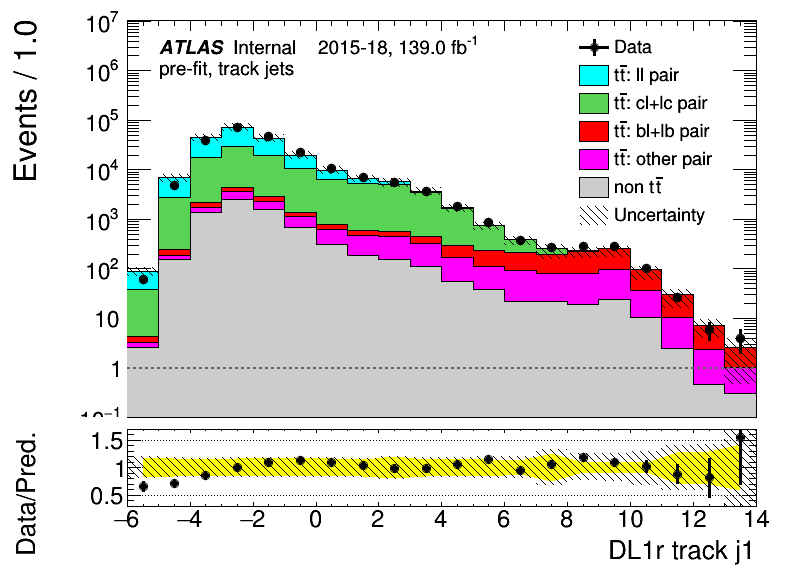 Events / 1.0
10⁷
10⁶
10⁵
10⁴
10³
10²
10
1
10⁻¹
ATLAS Internal 2015-18, 139.0 fb⁻¹
pre-fit, track jets
Data
tt̄: ll pair
tt̄: cl+lc pair
tt̄: bl+lb pair
tt̄: other pair
non tt̄
Uncertainty
Data/Pred.
1.5
1
0.5
−6 −4 −2 0 2 4 6 8 10 12 14
DL1r track j1